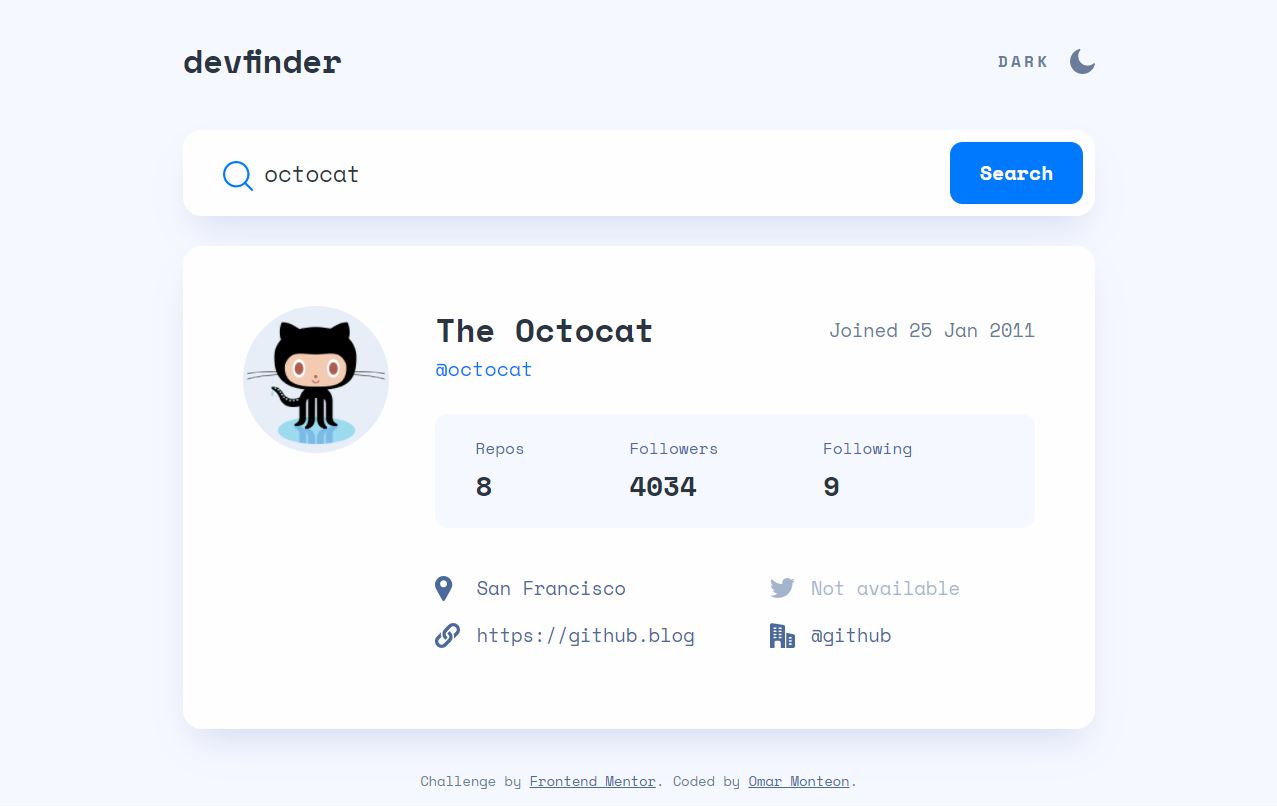 devfinder
DARK
octocat
Search
The Octocat
Joined 25 Jan 2011
@octocat
Repos Followers Following
8 4034 9
San Francisco
Not available
https://github.blog
@github
Challenge by Frontend Mentor. Coded by Omar Monteon.